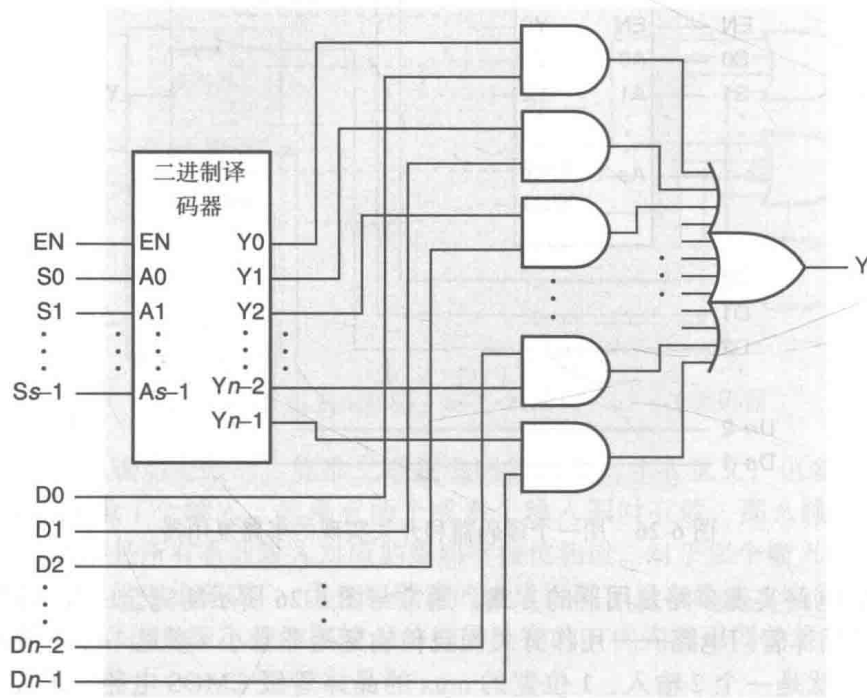 二进制译
码器
EN EN Y0
S0 A0 Y1
S1 A1 Y2
Ss–1 As–1 Yn–2
Yn–1
Y
D0
D1
D2
Dn–2
Dn–1